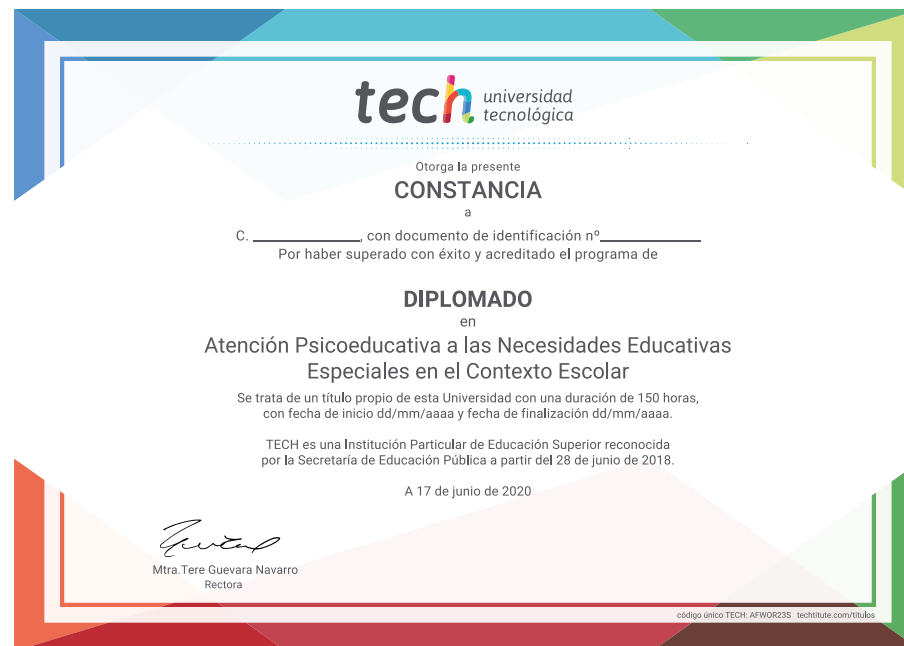 tech universidad
tecnológica
Otorga la presente
CONSTANCIA
a
C. ____________, con documento de identificación nº____________
Por haber superado con éxito y acreditado el programa de
DIPLOMADO
en
Atención Psicoeducativa a las Necesidades Educativas
Especiales en el Contexto Escolar
Se trata de un título propio de esta Universidad con una duración de 150 horas,
con fecha de inicio dd/mm/aaaa y fecha de finalización dd/mm/aaaa.
TECH es una Institución Particular de Educación Superior reconocida
por la Secretaría de Educación Pública a partir del 28 de junio de 2018.
A 17 de junio de 2020
Mtra.Tere Guevara Navarro
Rectora
código único TECH: AFWOR23S techtitute.com/titulos